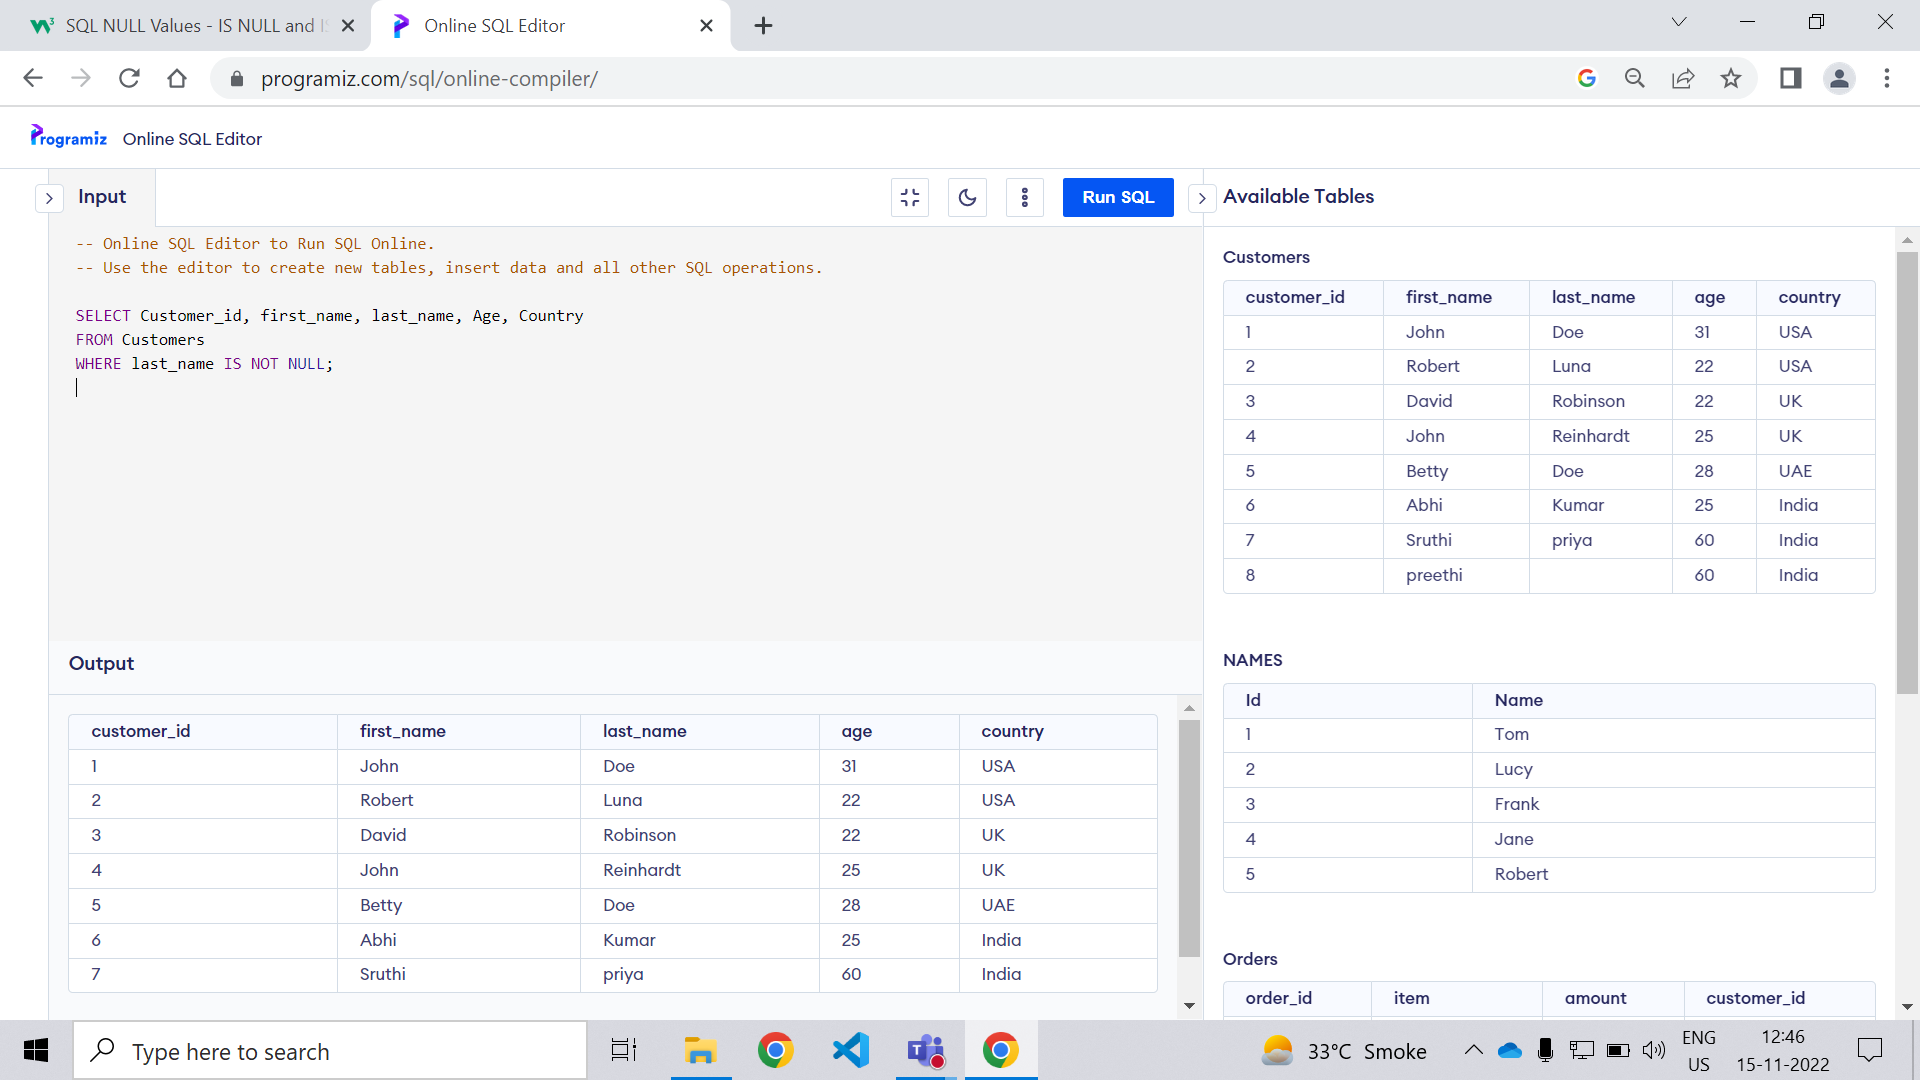 SQL NULL Values - IS NULL and IS
Online SQL Editor
programiz.com/sql/online-compiler/
Programiz Online SQL Editor
Input
Run SQL
Available Tables
-- Online SQL Editor to Run SQL Online.
-- Use the editor to create new tables, insert data and all other SQL operations.
SELECT Customer_id, first_name, last_name, Age, Country
FROM Customers
WHERE last_name IS NOT NULL;
Output
customer_id first_name last_name age country
1 John Doe 31 USA
2 Robert Luna 22 USA
3 David Robinson 22 UK
4 John Reinhardt 25 UK
5 Betty Doe 28 UAE
6 Abhi Kumar 25 India
7 Sruthi priya 60 India
Customers
customer_id first_name last_name age country
1 John Doe 31 USA
2 Robert Luna 22 USA
3 David Robinson 22 UK
4 John Reinhardt 25 UK
5 Betty Doe 28 UAE
6 Abhi Kumar 25 India
7 Sruthi priya 60 India
8 preethi 60 India
NAMES
Id Name
1 Tom
2 Lucy
3 Frank
4 Jane
5 Robert
Orders
order_id item amount customer_id
Type here to search
33°C Smoke
ENG
US
12:46
15-11-2022